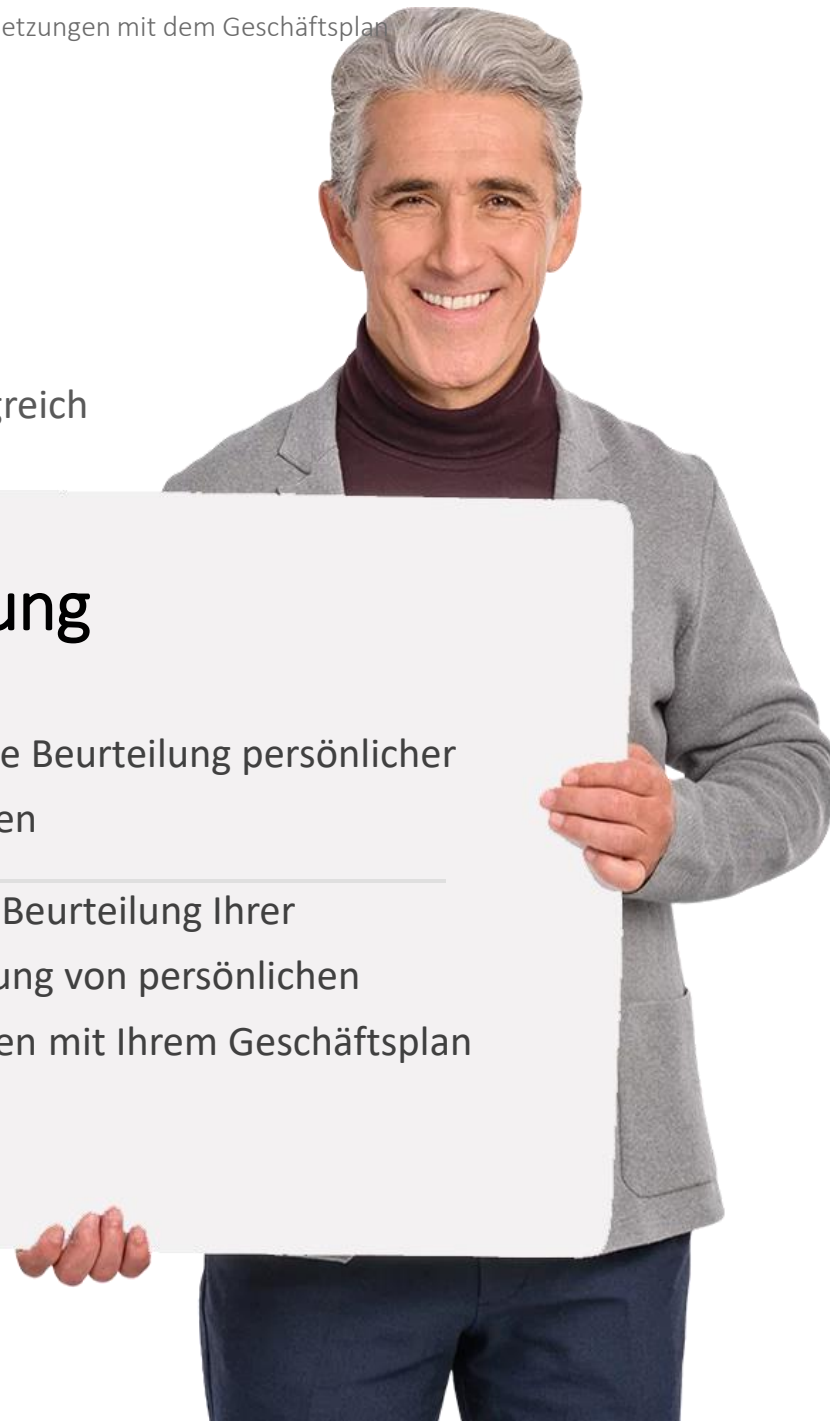 etzungen mit dem Geschäftsplan
greich
ung
e Beurteilung persönlicher
en
Beurteilung Ihrer
ung von persönlichen
en mit Ihrem Geschäftsplan